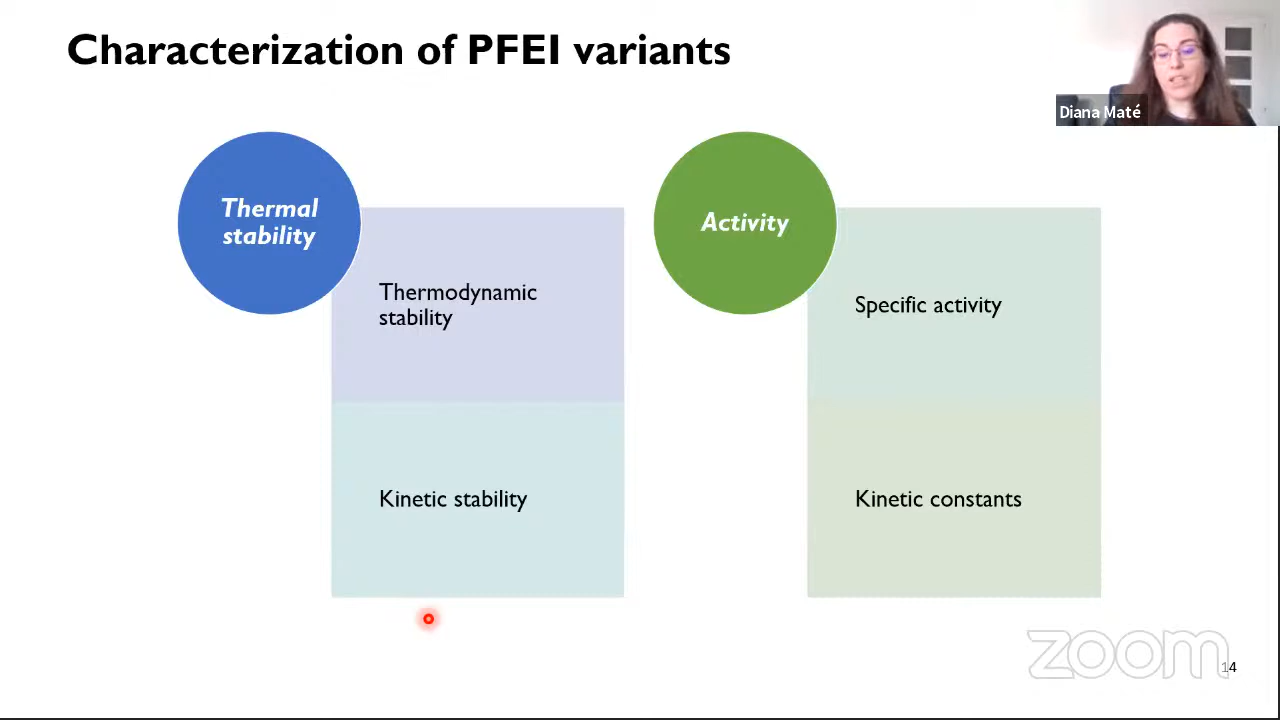 Characterization of PFEI variants
Diana Maté
Thermal
stability
Thermodynamic
stability
Kinetic stability
Activity
Specific activity
Kinetic constants
zoom
14